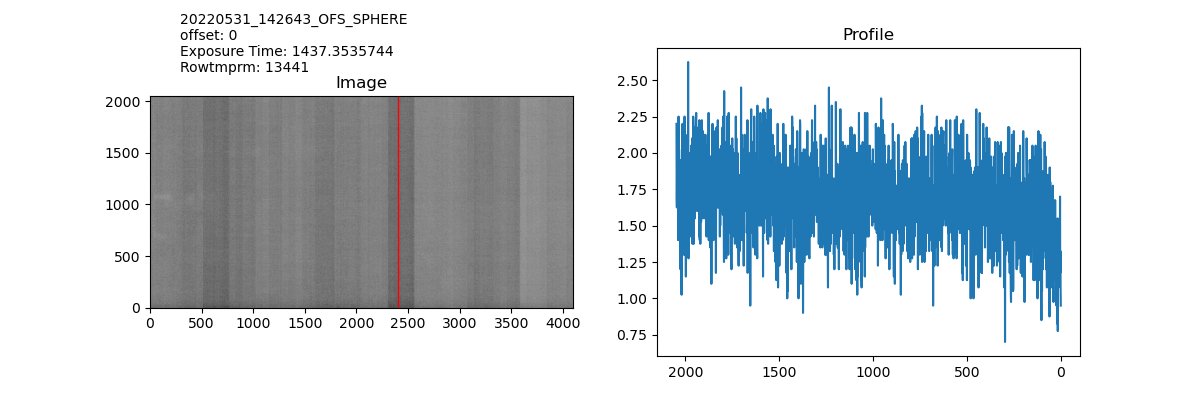 20220531_142643_OFS_SPHERE
offset: 0
Exposure Time: 1437.3535744
Rowtmprm: 13441
Image
2000
1500
1000
500
0
0 500 1000 1500 2000 2500 3000 3500 4000
Profile
2.50
2.25
2.00
1.75
1.50
1.25
1.00
0.75
2000 1500 1000 500 0